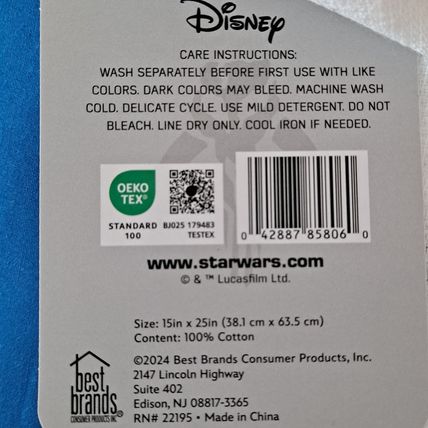 Disney
CARE INSTRUCTIONS:
WASH SEPARATELY BEFORE FIRST USE WITH LIKE
COLORS. DARK COLORS MAY BLEED. MACHINE WASH
COLD. DELICATE CYCLE. USE MILD DETERGENT. DO NOT
BLEACH. LINE DRY ONLY. COOL IRON IF NEEDED.
OEKO
TEX®
STANDARD
100
BJ025 179483
TESTEX
0 42887 85806 0
www.starwars.com
© & ™ Lucasfilm Ltd.
Size: 15in x 25in (38.1 cm x 63.5 cm)
Content: 100% Cotton
©2024 Best Brands Consumer Products, Inc.
2147 Lincoln Highway
Suite 402
Edison, NJ 08817-3365
RN# 22195 • Made in China
best
brands
CONSUMER PRODUCTS INC